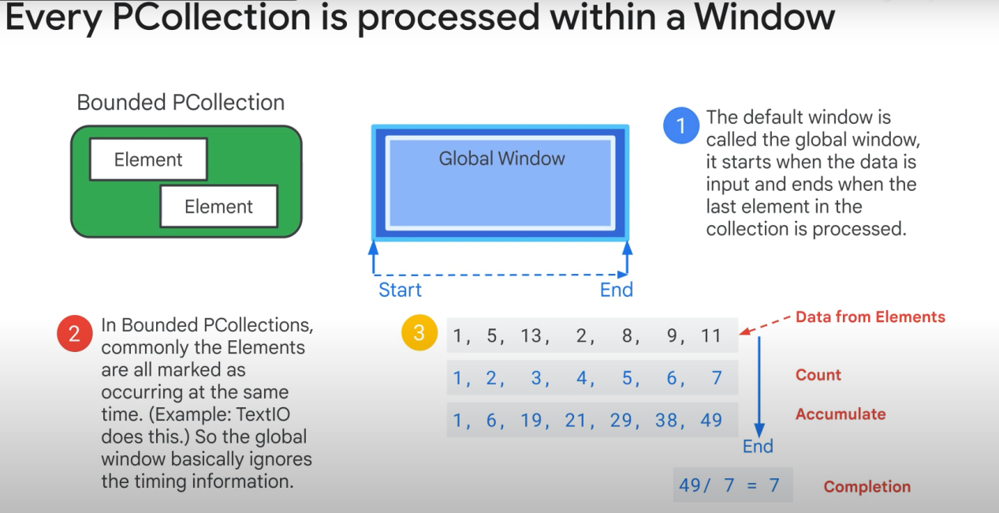 Every PCollection is processed within a Window
Bounded PCollection
Element
Element
Global Window
Start
End
1
The default window is
called the global window,
it starts when the data is
input and ends when the
last element in the
collection is processed.
2
In Bounded PCollections,
commonly the Elements
are all marked as
occurring at the same
time. (Example: TextIO
does this.) So the global
window basically ignores
the timing information.
3
1, 5, 13, 2, 8, 9, 11
Data from Elements
1, 2, 3, 4, 5, 6, 7
Count
1, 6, 19, 21, 29, 38, 49
Accumulate
End
49/ 7 = 7
Completion